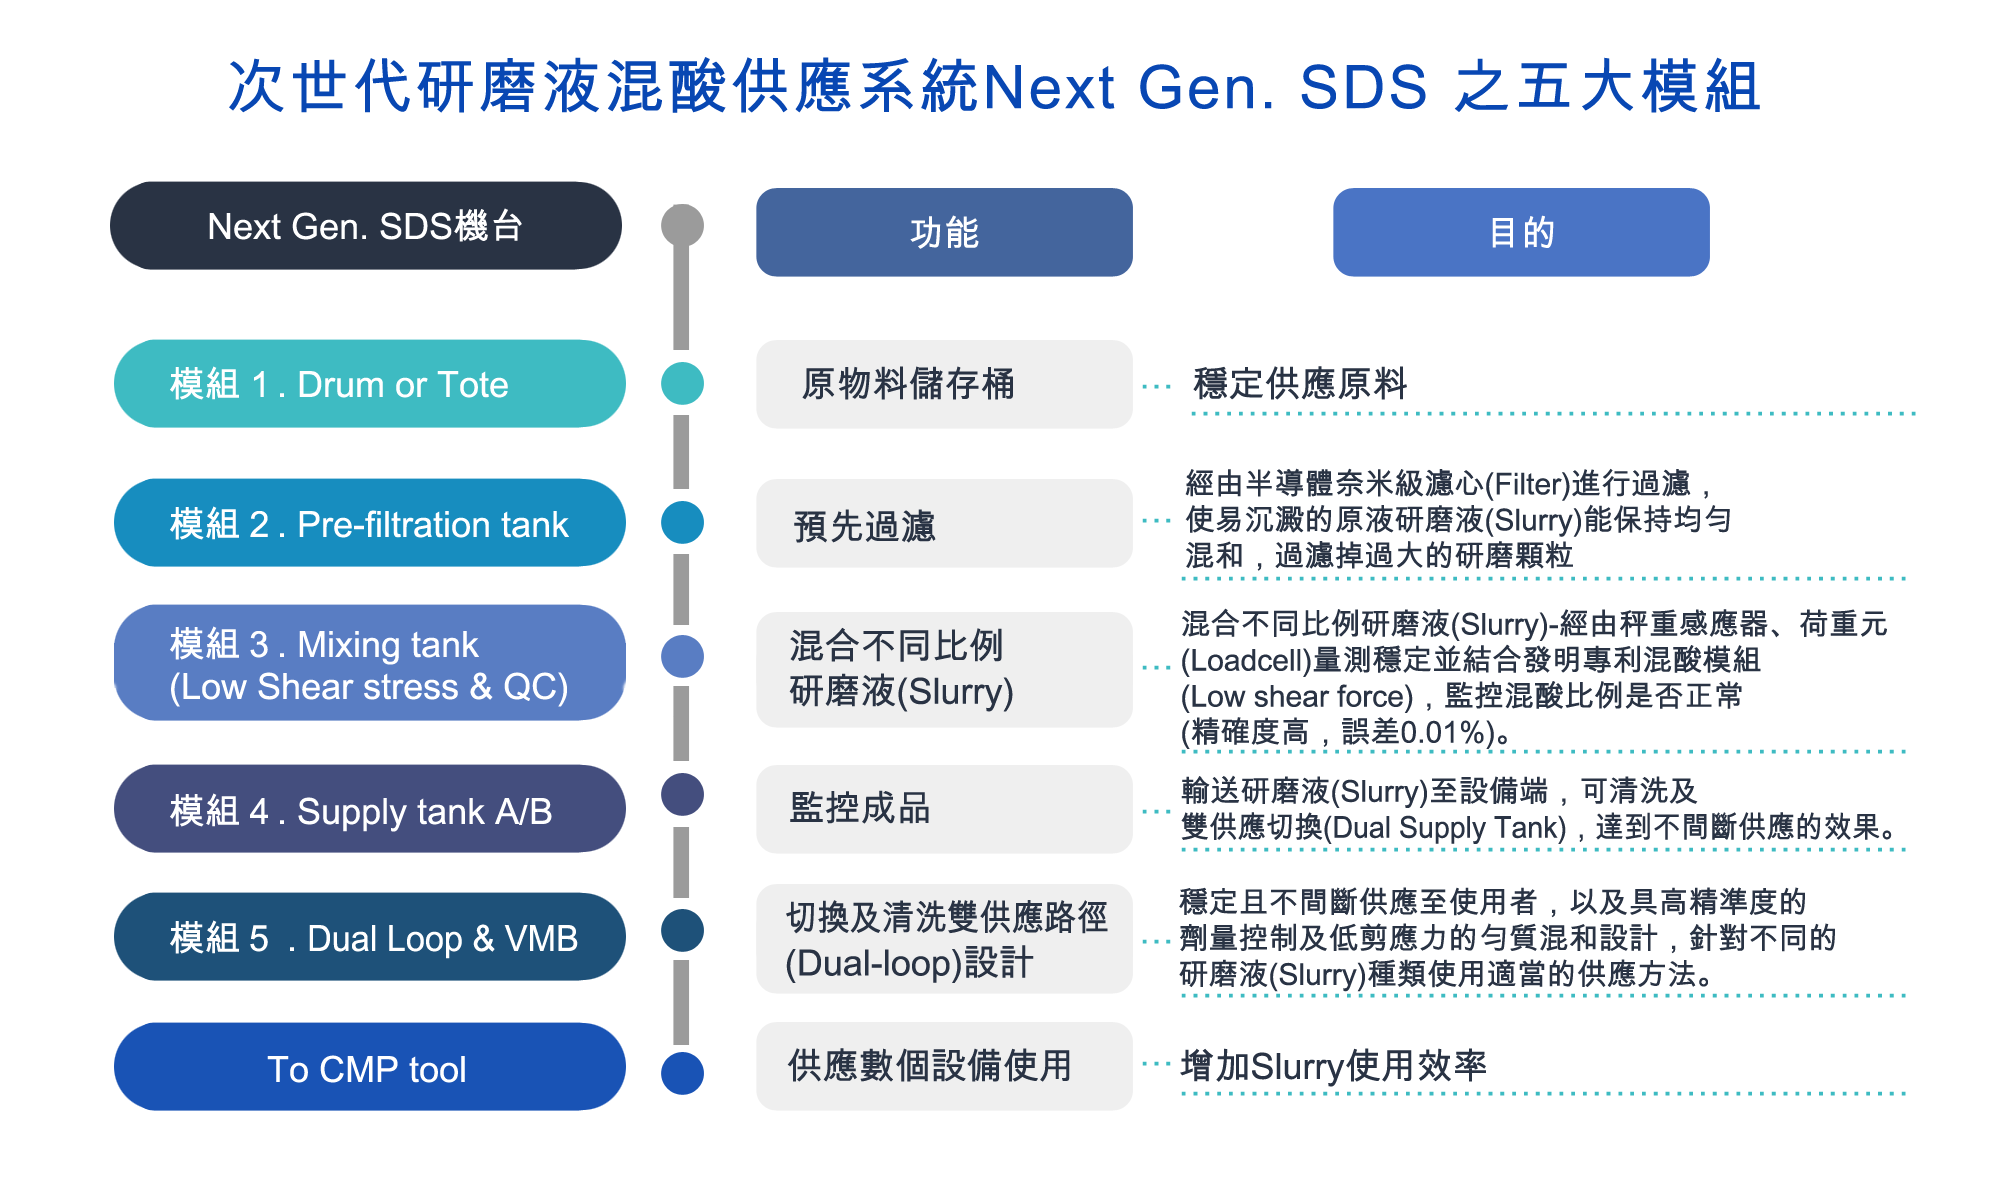 次世代研磨液混酸供應系統Next Gen. SDS 之五大模組
Next Gen. SDS機台
功能
目的
模組 1 . Drum or Tote
原物料儲存桶
穩定供應原料
模組 2 . Pre-filtration tank
預先過濾
經由半導體奈米級濾心(Filter)進行過濾，
使易沉澱的原液研磨液(Slurry)能保持均勻
混和，過濾掉過大的研磨顆粒
模組 3 . Mixing tank
(Low Shear stress & QC)
混合不同比例
研磨液(Slurry)
混合不同比例研磨液(Slurry)-經由秤重感應器、荷重元
(Loadcell)量測穩定並結合發明專利混酸模組
(Low shear force)，監控混酸比例是否正常
(精確度高，誤差0.01%)。
模組 4 . Supply tank A/B
監控成品
輸送研磨液(Slurry)至設備端，可清洗及
雙供應切換(Dual Supply Tank)，達到不間斷供應的效果。
模組 5 . Dual Loop & VMB
切換及清洗雙供應路徑
(Dual-loop)設計
穩定且不間斷供應至使用者，以及具高精準度的
劑量控制及低剪應力的勻質混和設計，針對不同的
研磨液(Slurry)種類使用適當的供應方法。
To CMP tool
供應數個設備使用
增加Slurry使用效率